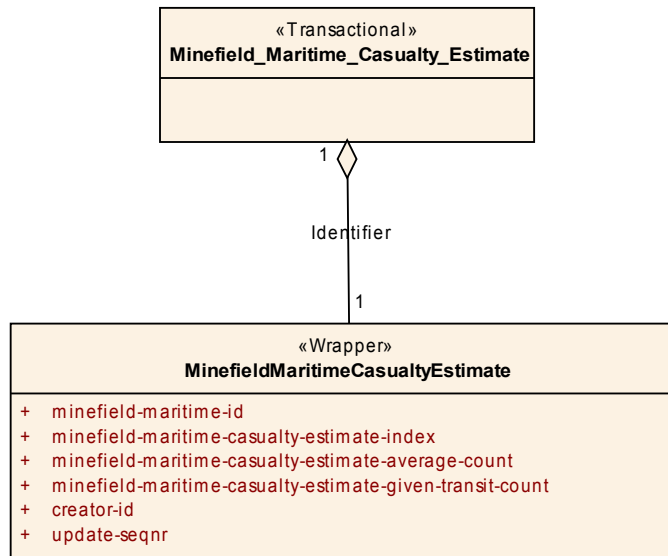 «Transactional»
Minefield_Maritime_Casualty_Estimate
1
Identifier
1
«Wrapper»
MinefieldMaritimeCasualtyEstimate
+ minefield-maritime-id
+ minefield-maritime-casualty-estimate-index
+ minefield-maritime-casualty-estimate-average-count
+ minefield-maritime-casualty-estimate-given-transit-count
+ creator-id
+ update-seqnr